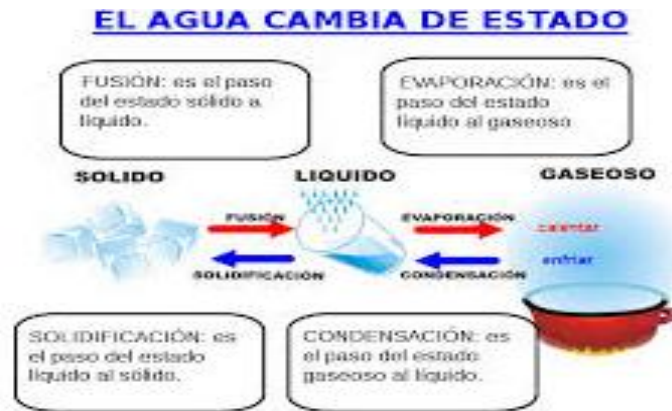 EL AGUA CAMBIA DE ESTADO
FUSIÓN: es el paso
del estado sólido a
líquido.
EVAPORACIÓN: es el
paso del estado
líquido al gaseoso
SÓLIDO
LIQUIDO
GASEOSO
FUSIÓN
EVAPORACIÓN
calentar
SOLIDIFICACIÓN
CONDENSACIÓN
enfriar
SOLIDIFICACIÓN: es
el paso del estado
líquido al sólido.
CONDENSACIÓN: es
el paso del estado
gaseoso al líquido.